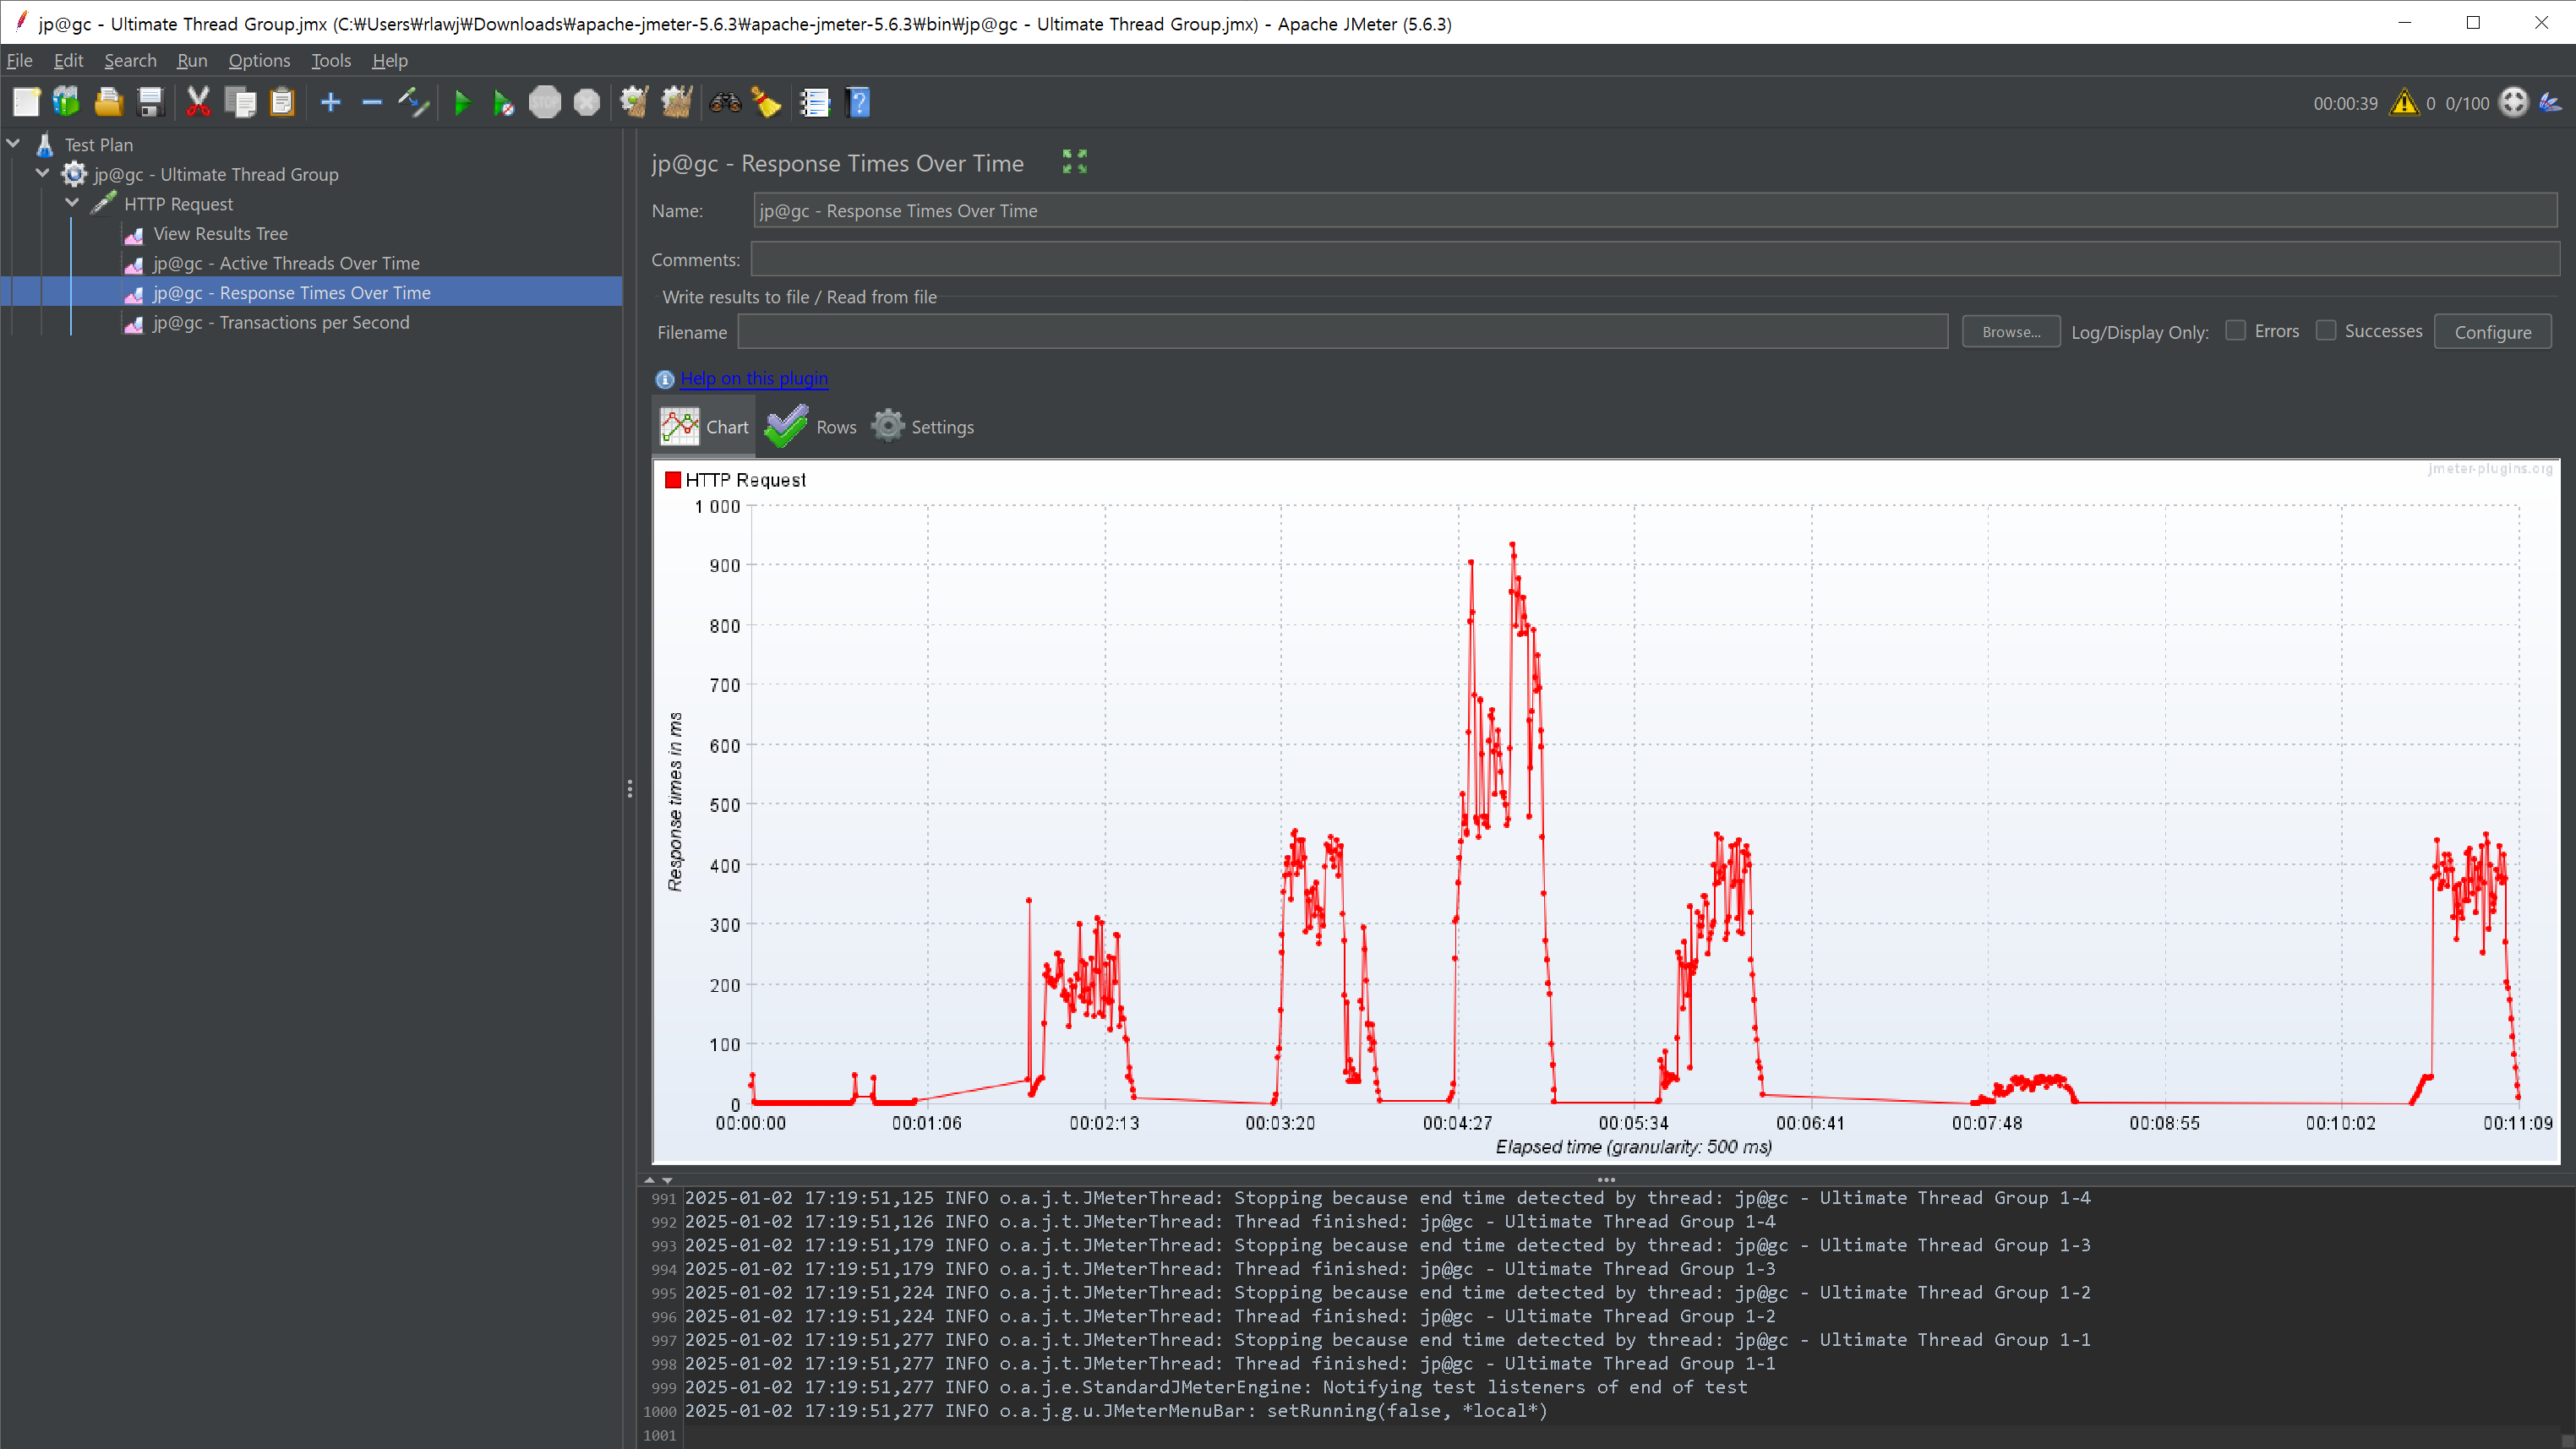 jp@gc - Ultimate Thread Group.jmx (C:₩Users₩rlawj₩Downloads₩apache-jmeter-5.6.3₩apache-jmeter-5.6.3₩bin₩jp@gc - Ultimate Thread Group.jmx) - Apache JMeter (5.6.3)
File Edit Search Run Options Tools Help
STOP
00:00:39 0 0/100
Test Plan
jp@gc - Ultimate Thread Group
HTTP Request
View Results Tree
jp@gc - Active Threads Over Time
jp@gc - Response Times Over Time
jp@gc - Transactions per Second
jp@gc - Response Times Over Time
Name: jp@gc - Response Times Over Time
Comments:
Write results to file / Read from file
Filename Browse... Log/Display Only: Errors Successes Configure
Help on this plugin
Chart Rows Settings
jmeter-plugins.org
HTTP Request
1 000
900
800
700
600
500
400
300
200
100
0
Response times in ms
00:00:00 00:01:06 00:02:13 00:03:20 00:04:27 00:05:34 00:06:41 00:07:48 00:08:55 00:10:02 00:11:09
Elapsed time (granularity: 500 ms)
991 2025-01-02 17:19:51,125 INFO o.a.j.t.JMeterThread: Stopping because end time detected by thread: jp@gc - Ultimate Thread Group 1-4
992 2025-01-02 17:19:51,126 INFO o.a.j.t.JMeterThread: Thread finished: jp@gc - Ultimate Thread Group 1-4
993 2025-01-02 17:19:51,179 INFO o.a.j.t.JMeterThread: Stopping because end time detected by thread: jp@gc - Ultimate Thread Group 1-3
994 2025-01-02 17:19:51,179 INFO o.a.j.t.JMeterThread: Thread finished: jp@gc - Ultimate Thread Group 1-3
995 2025-01-02 17:19:51,224 INFO o.a.j.t.JMeterThread: Stopping because end time detected by thread: jp@gc - Ultimate Thread Group 1-2
996 2025-01-02 17:19:51,224 INFO o.a.j.t.JMeterThread: Thread finished: jp@gc - Ultimate Thread Group 1-2
997 2025-01-02 17:19:51,277 INFO o.a.j.t.JMeterThread: Stopping because end time detected by thread: jp@gc - Ultimate Thread Group 1-1
998 2025-01-02 17:19:51,277 INFO o.a.j.t.JMeterThread: Thread finished: jp@gc - Ultimate Thread Group 1-1
999 2025-01-02 17:19:51,277 INFO o.a.j.e.StandardJMeterEngine: Notifying test listeners of end of test
1000 2025-01-02 17:19:51,277 INFO o.a.j.g.u.JMeterMenuBar: setRunning(false, *local*)
1001